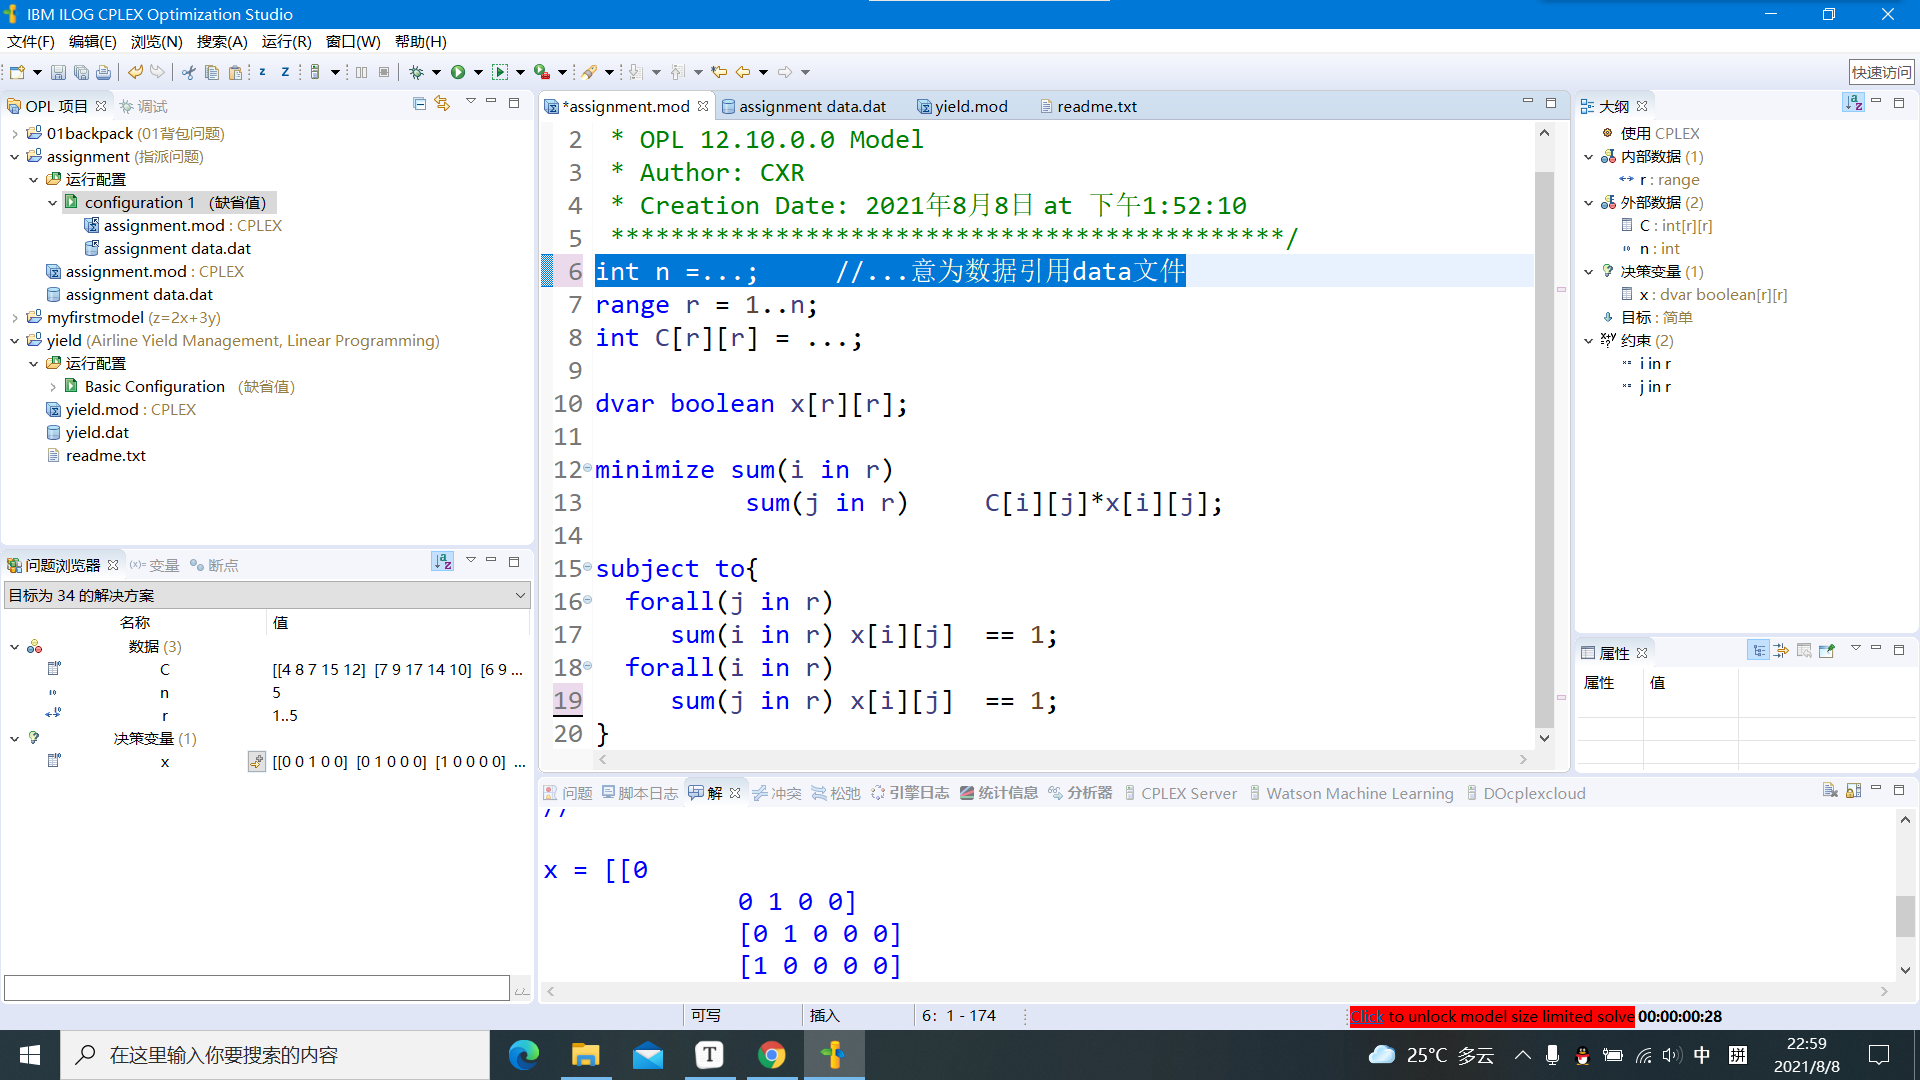 IBM ILOG CPLEX Optimization Studio
文件(F) 编辑(E) 浏览(N) 搜索(A) 运行(R) 窗口(W) 帮助(H)
快速访问
OPL 项目 调试
01backpack (01背包问题)
assignment (指派问题)
运行配置
configuration 1 (缺省值)
assignment.mod : CPLEX
assignment data.dat
assignment.mod : CPLEX
assignment data.dat
myfirstmodel (z=2x+3y)
yield (Airline Yield Management, Linear Programming)
运行配置
Basic Configuration (缺省值)
yield.mod : CPLEX
yield.dat
readme.txt
问题浏览器 (x)= 变量 断点
目标为 34 的解决方案
名称 值
数据 (3)
C [[4 8 7 15 12] [7 9 17 14 10] [6 9 ...
n 5
r 1..5
决策变量 (1)
x [[0 0 1 0 0] [0 1 0 0 0] [1 0 0 0 0] ...
*assignment.mod assignment data.dat yield.mod readme.txt
2 * OPL 12.10.0.0 Model
3 * Author: CXR
4 * Creation Date: 2021年8月8日 at 下午1:52:10
5 *********************************************/
6 int n =...; //...意为数据引用data文件
7 range r = 1..n;
8 int C[r][r] = ...;
9
10 dvar boolean x[r][r];
11
12 minimize sum(i in r)
13 sum(j in r) C[i][j]*x[i][j];
14
15 subject to{
16 forall(j in r)
17 sum(i in r) x[i][j] == 1;
18 forall(i in r)
19 sum(j in r) x[i][j] == 1;
20 }
大纲
使用 CPLEX
内部数据 (1)
r : range
外部数据 (2)
C : int[r][r]
n : int
决策变量 (1)
x : dvar boolean[r][r]
目标 : 简单
约束 (2)
i in r
j in r
属性
属性 值
问题 脚本日志 解 冲突 松弛 引擎日志 统计信息 分析器 CPLEX Server Watson Machine Learning DOcplexcloud
//
x = [[0
0 1 0 0]
[0 1 0 0 0]
[1 0 0 0 0]
可写 插入 6: 1 - 174 Click to unlock model size limited solve 00:00:00:28
在这里输入你要搜索的内容
25°C 多云 中 拼
22:59
2021/8/8